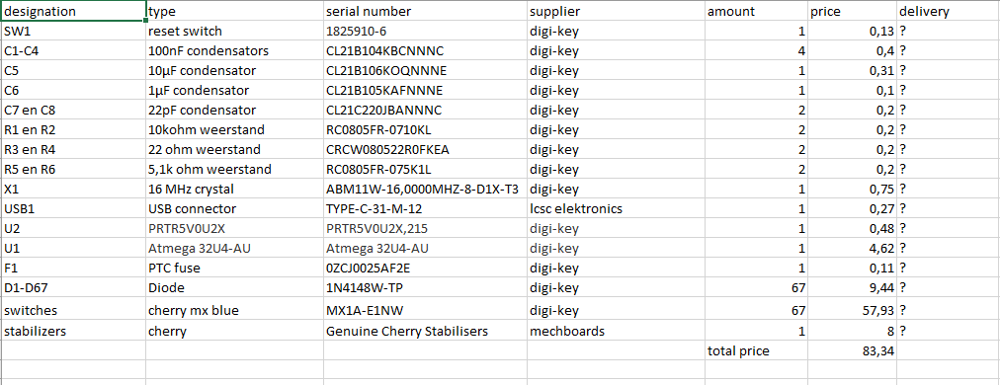 designation type serial number supplier amount price delivery
SW1 reset switch 1825910-6 digi-key 1 0,13 ?
C1-C4 100nF condensators CL21B104KBCNNNC digi-key 4 0,4 ?
C5 10µF condensator CL21B106KOQNNNE digi-key 1 0,31 ?
C6 1µF condensator CL21B105KAFNNNE digi-key 1 0,1 ?
C7 en C8 22pF condensator CL21C220JBANNNC digi-key 2 0,2 ?
R1 en R2 10kohm weerstand RC0805FR-0710KL digi-key 2 0,2 ?
R3 en R4 22 ohm weerstand CRCW080522R0FKEA digi-key 2 0,2 ?
R5 en R6 5,1k ohm weerstand RC0805FR-075K1L digi-key 2 0,2 ?
X1 16 MHz crystal ABM11W-16,0000MHZ-8-D1X-T3 digi-key 1 0,75 ?
USB1 USB connector TYPE-C-31-M-12 lcsc elektronics 1 0,27 ?
U2 PRTR5V0U2X PRTR5V0U2X,215 digi-key 1 0,48 ?
U1 Atmega 32U4-AU Atmega 32U4-AU digi-key 1 4,62 ?
F1 PTC fuse 0ZCJ0025AF2E digi-key 1 0,11 ?
D1-D67 Diode 1N4148W-TP digi-key 67 9,44 ?
switches cherry mx blue MX1A-E1NW digi-key 67 57,93 ?
stabilizers cherry Genuine Cherry Stabilisers mechboards 1 8 ?
total price 83,34